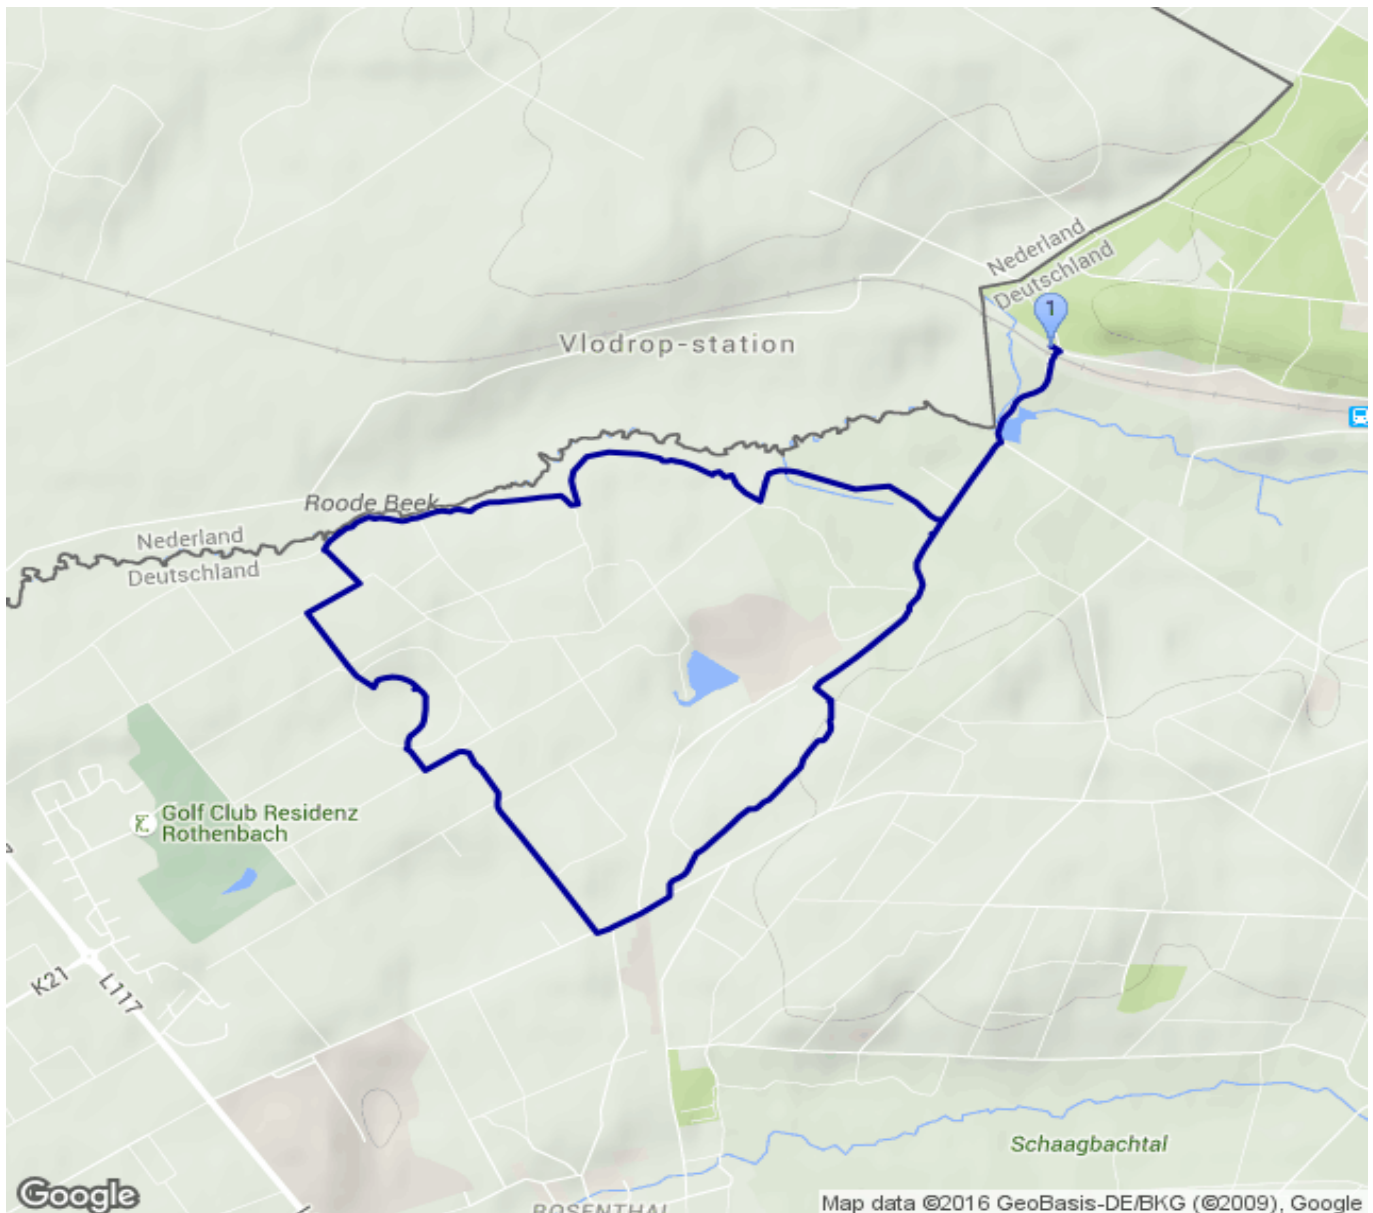 Nederland
Deutschland
1
Vlodrop-station
Roode Beek
Nederland
Deutschland
Golf Club Residenz
Rothenbach
K21
L117
Schaagbachtal
ROSENTHAL
Google
Map data ©2016 GeoBasis-DE/BKG (©2009), Google